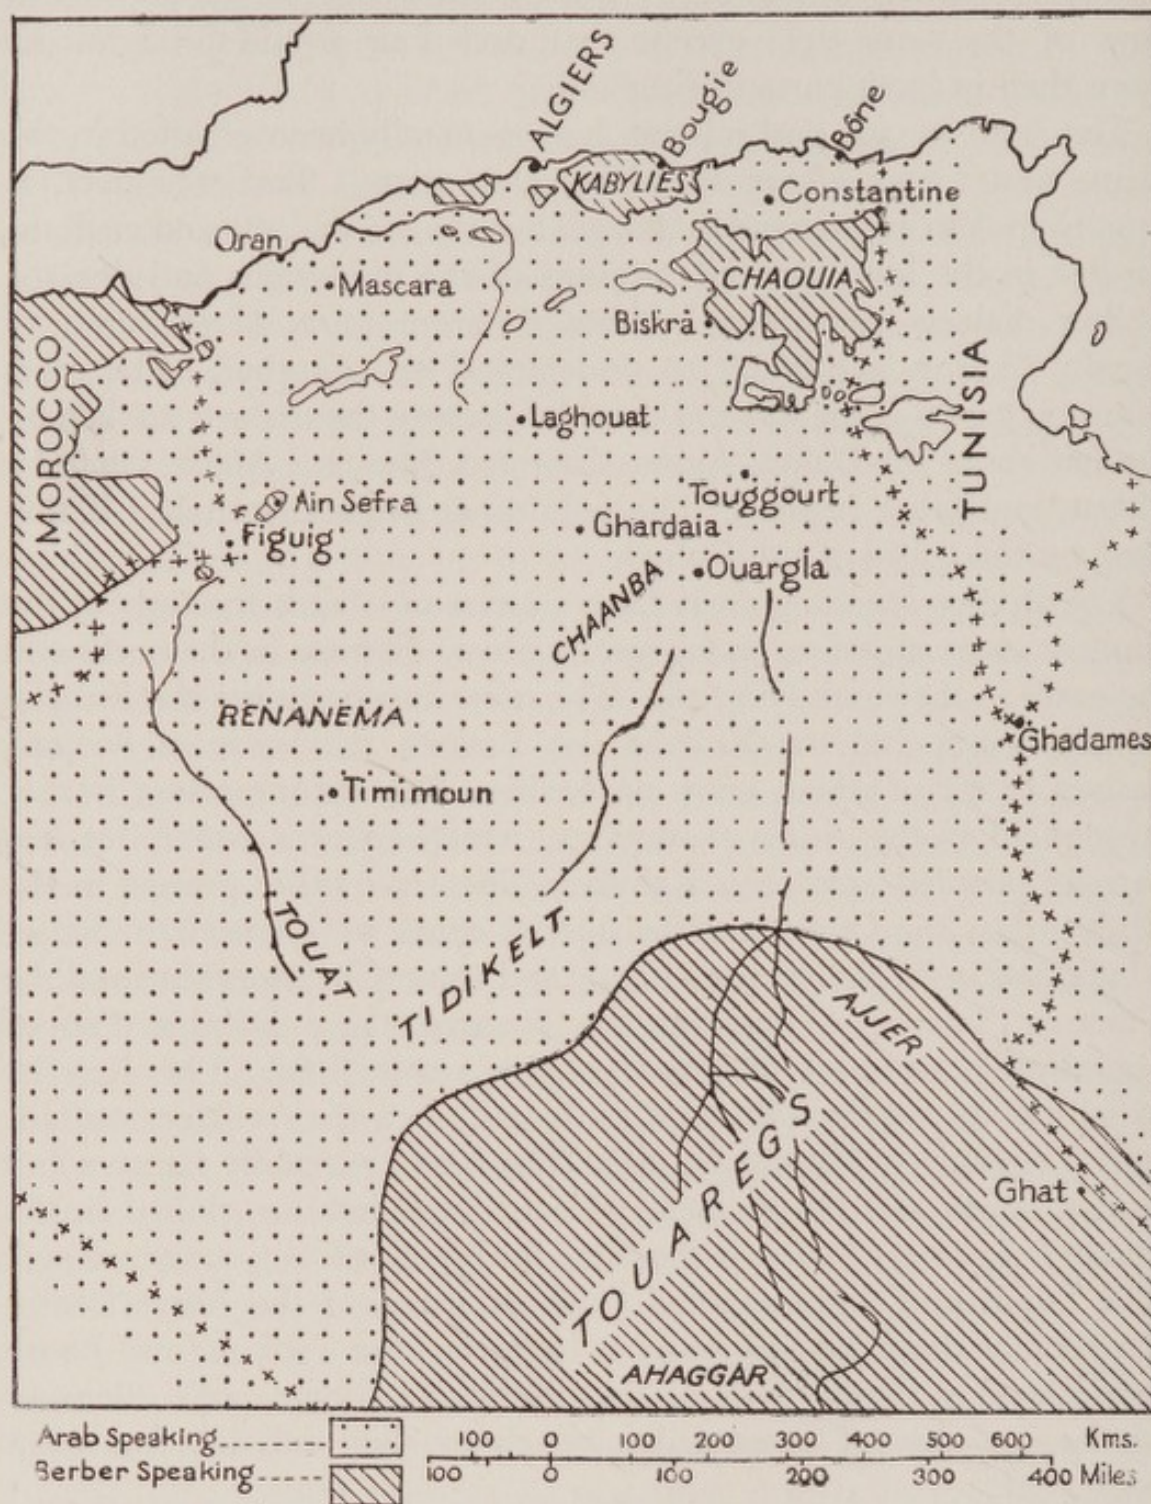 ALGIERS
Bougie
Bône
KABYLIES
Constantine
Oran
Mascara
CHAOUIA
Biskra
MOROCCO
TUNISIA
Laghouat
Ain Sefra
Touggourt
Figuig
Ghardaia
Ouargla
CHAANBA
RENANEMA
Ghadames
Timimoun
TOUAT
TIDIKELT
AJJER
TOUAREGS
Ghat
AHAGGAR
Arab Speaking
100 0 100 200 300 400 500 600 Kms.
Berber Speaking
100 0 100 200 300 400 Miles